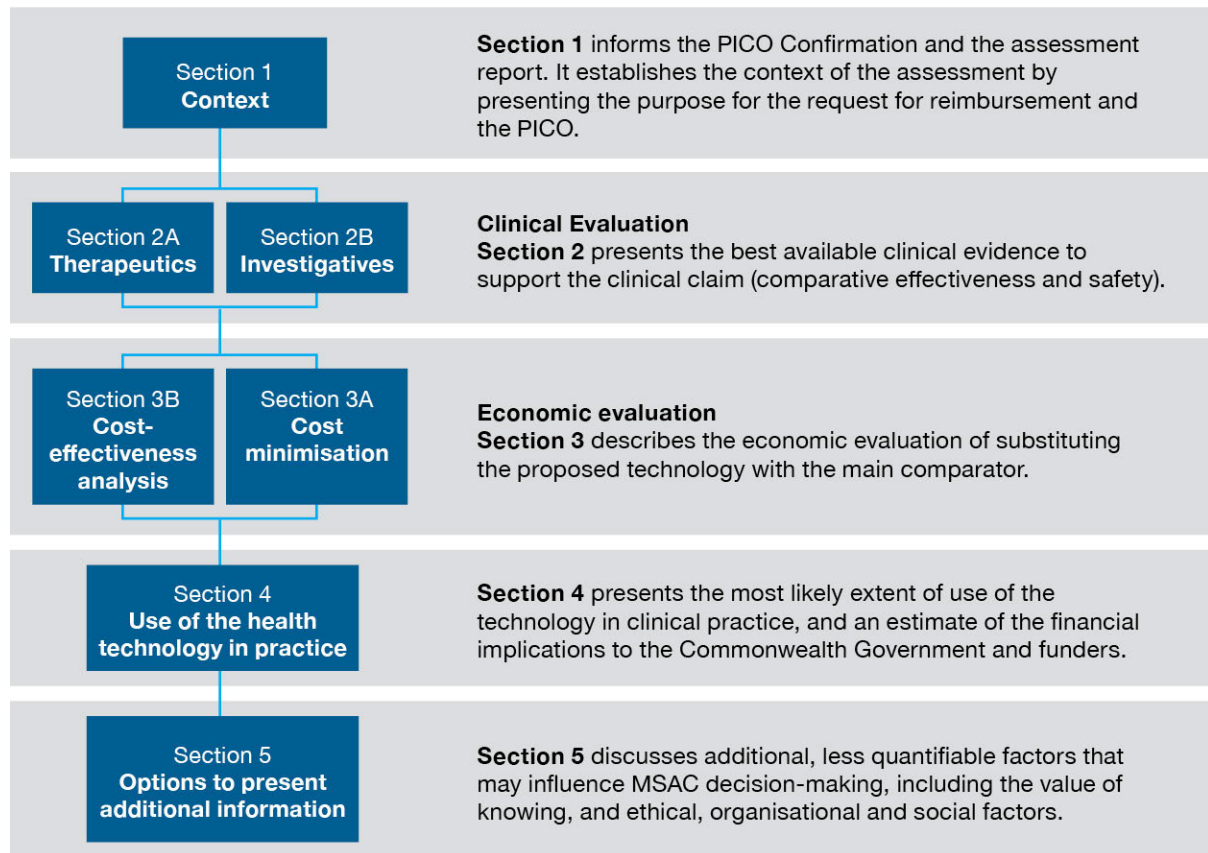 Section 1
Context
Section 1 informs the PICO Confirmation and the assessment
report. It establishes the context of the assessment by
presenting the purpose for the request for reimbursement and
the PICO.
Section 2A
Therapeutics
Section 2B
Investigatives
Clinical Evaluation
Section 2 presents the best available clinical evidence to
support the clinical claim (comparative effectiveness and safety).
Section 3B
Cost-
effectiveness
analysis
Section 3A
Cost
minimisation
Economic evaluation
Section 3 describes the economic evaluation of substituting
the proposed technology with the main comparator.
Section 4
Use of the health
technology in practice
Section 4 presents the most likely extent of use of the
technology in clinical practice, and an estimate of the financial
implications to the Commonwealth Government and funders.
Section 5
Options to present
additional information
Section 5 discusses additional, less quantifiable factors that
may influence MSAC decision-making, including the value of
knowing, and ethical, organisational and social factors.